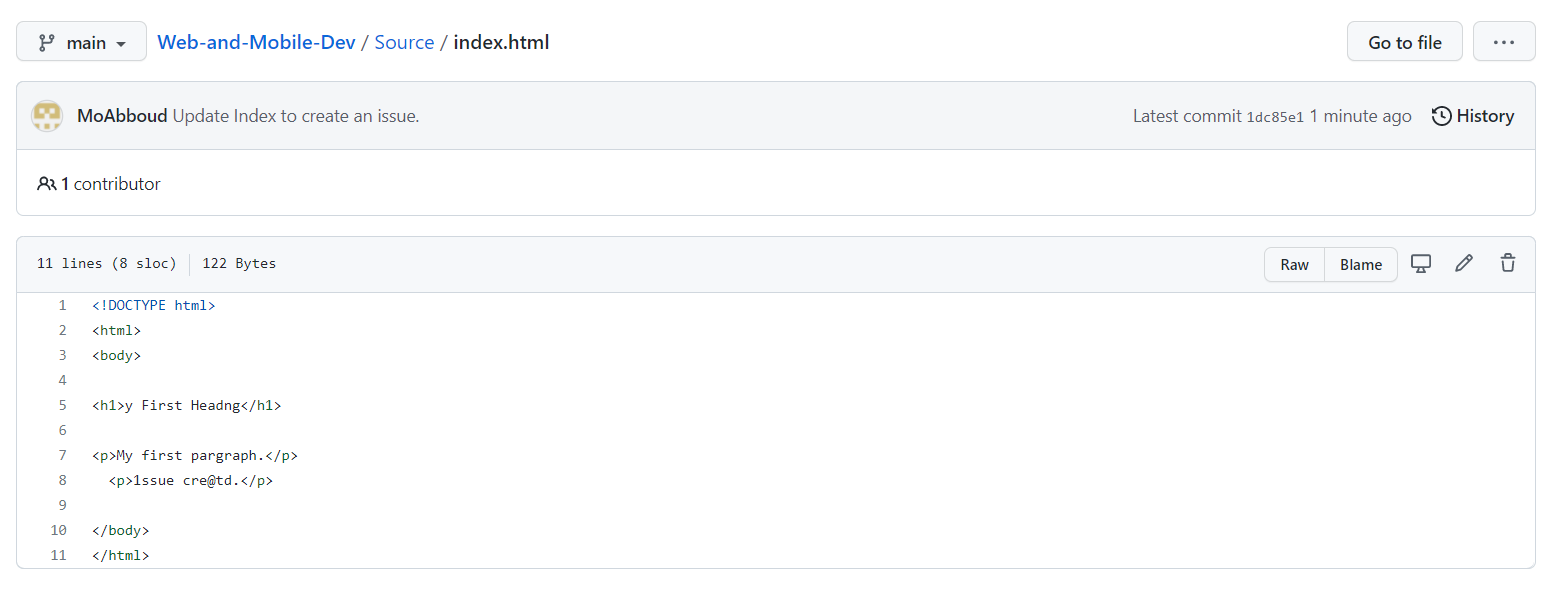 main Web-and-Mobile-Dev / Source / index.html Go to file ...
MoAbboud Update Index to create an issue. Latest commit 1dc85e1 1 minute ago History
1 contributor
11 lines (8 sloc) 122 Bytes Raw Blame
1 <!DOCTYPE html>
2 <html>
3 <body>
4
5 <h1>y First Headng</h1>
6
7 <p>My first pargraph.</p>
8 <p>1ssue cre@td.</p>
9
10 </body>
11 </html>